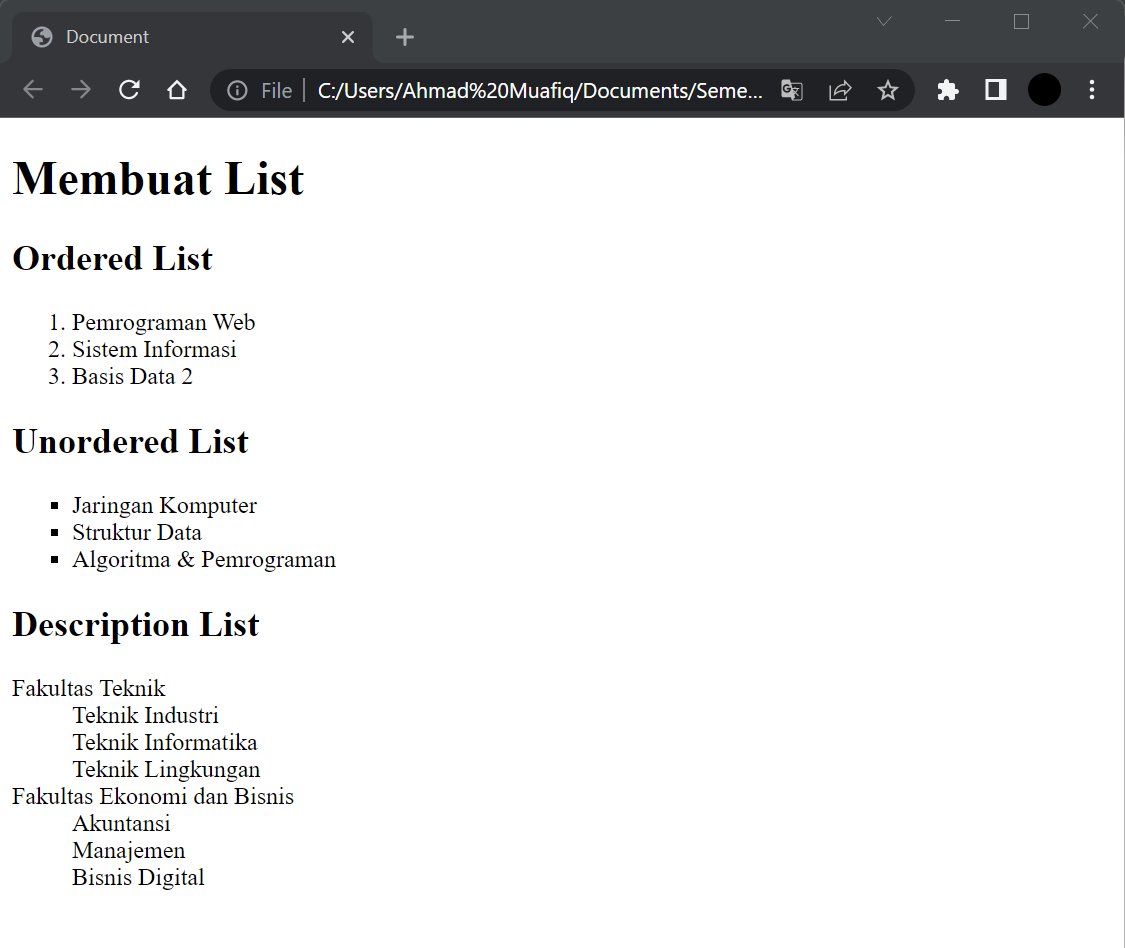 Document
File
C:/Users/Ahmad%20Muafiq/Documents/Seme...
Membuat List
Ordered List
1. Pemrograman Web
2. Sistem Informasi
3. Basis Data 2
Unordered List
▪ Jaringan Komputer
▪ Struktur Data
▪ Algoritma & Pemrograman
Description List
Fakultas Teknik
Teknik Industri
Teknik Informatika
Teknik Lingkungan
Fakultas Ekonomi dan Bisnis
Akuntansi
Manajemen
Bisnis Digital